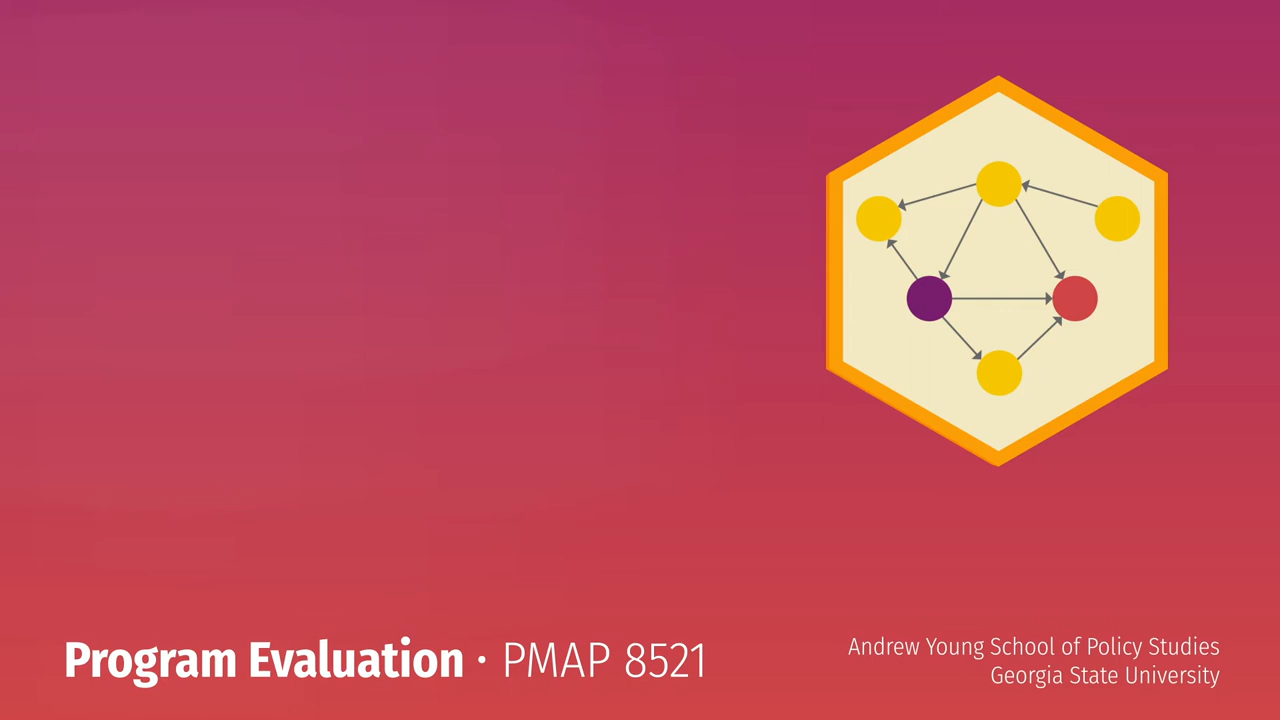 Program Evaluation · PMAP 8521
Andrew Young School of Policy Studies
Georgia State University